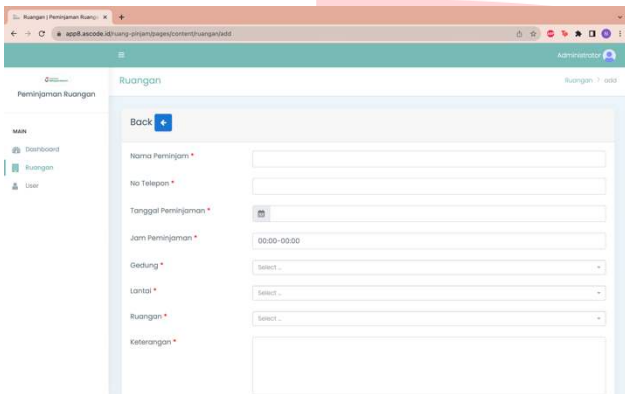 Ruangan | Peminjaman Ruang
app8.ascode.id/ruang-pinjam/pages/content/ruangan/add
Administrator
Peminjaman Ruangan
Ruangan
Ruangan / add
MAIN
Dashboard
Ruangan
User
Back
Nama Peminjam *
No Telepon *
Tanggal Peminjaman *
Jam Peminjaman *
00:00-00:00
Gedung *
Select ...
Lantai *
Select ...
Ruangan *
Select ...
Keterangan *